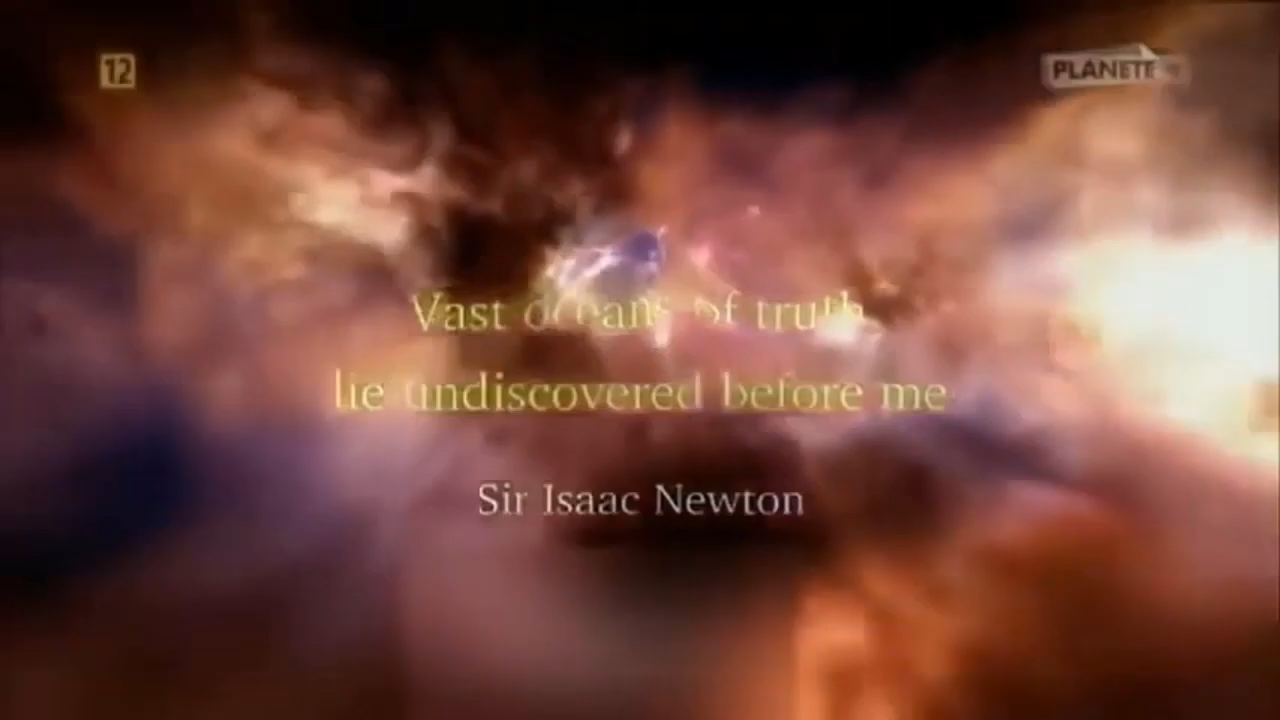 12
PLANETE
Vast oceans of truth
lie undiscovered before me
Sir Isaac Newton